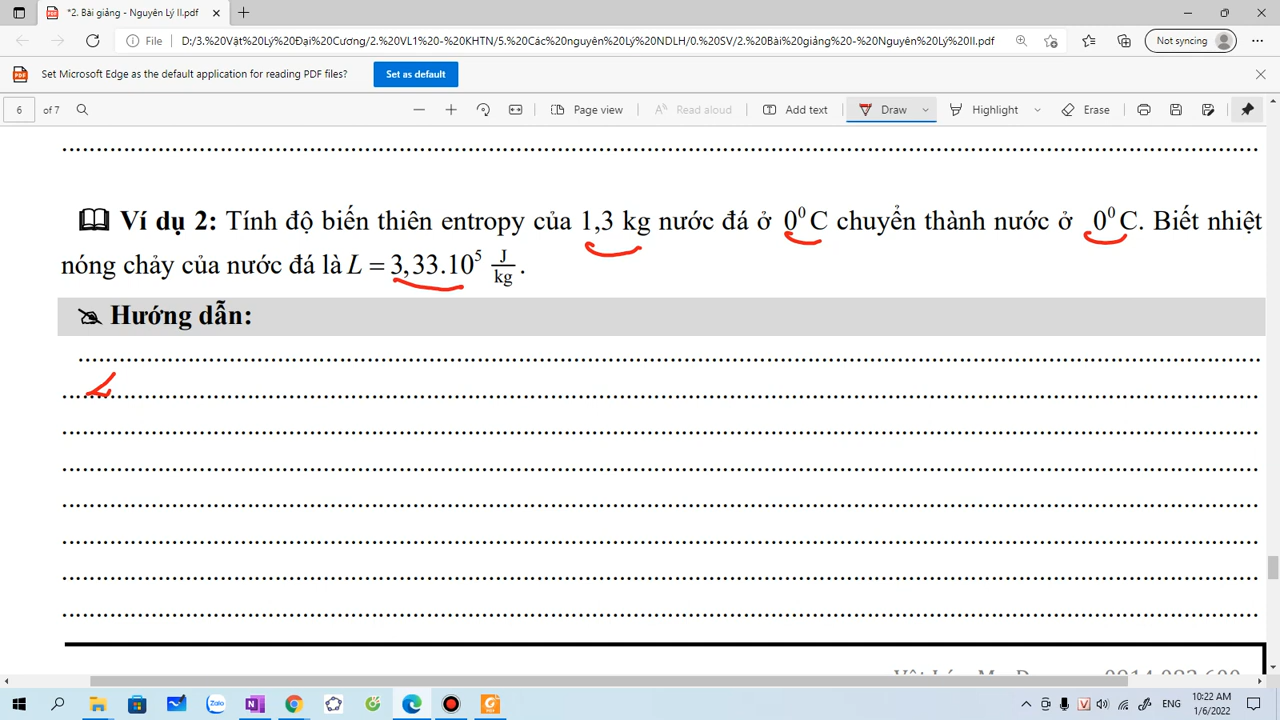 *2. Bài giảng - Nguyên Lý II.pdf
File
D:/3.%20Vật%20Lý%20Đại%20Cương/2.%20VL1%20-%20KHTN/5.%20Các%20nguyên%20Lý%20NDLH/0.%20SV/2.%20Bài%20giảng%20-%20Nguyên%20Lý%20II.pdf
Not syncing
Set Microsoft Edge as the default application for reading PDF files?
Set as default
6 of 7
Page view
Read aloud
Add text
Draw
Highlight
Erase
Ví dụ 2: Tính độ biến thiên entropy của 1,3 kg nước đá ở 0⁰C chuyển thành nước ở 0⁰C. Biết nhiệt
nóng chảy của nước đá là L = 3,33.10⁵ J/kg.
Hướng dẫn:
L
Zalo
ENG
10:22 AM
1/6/2022